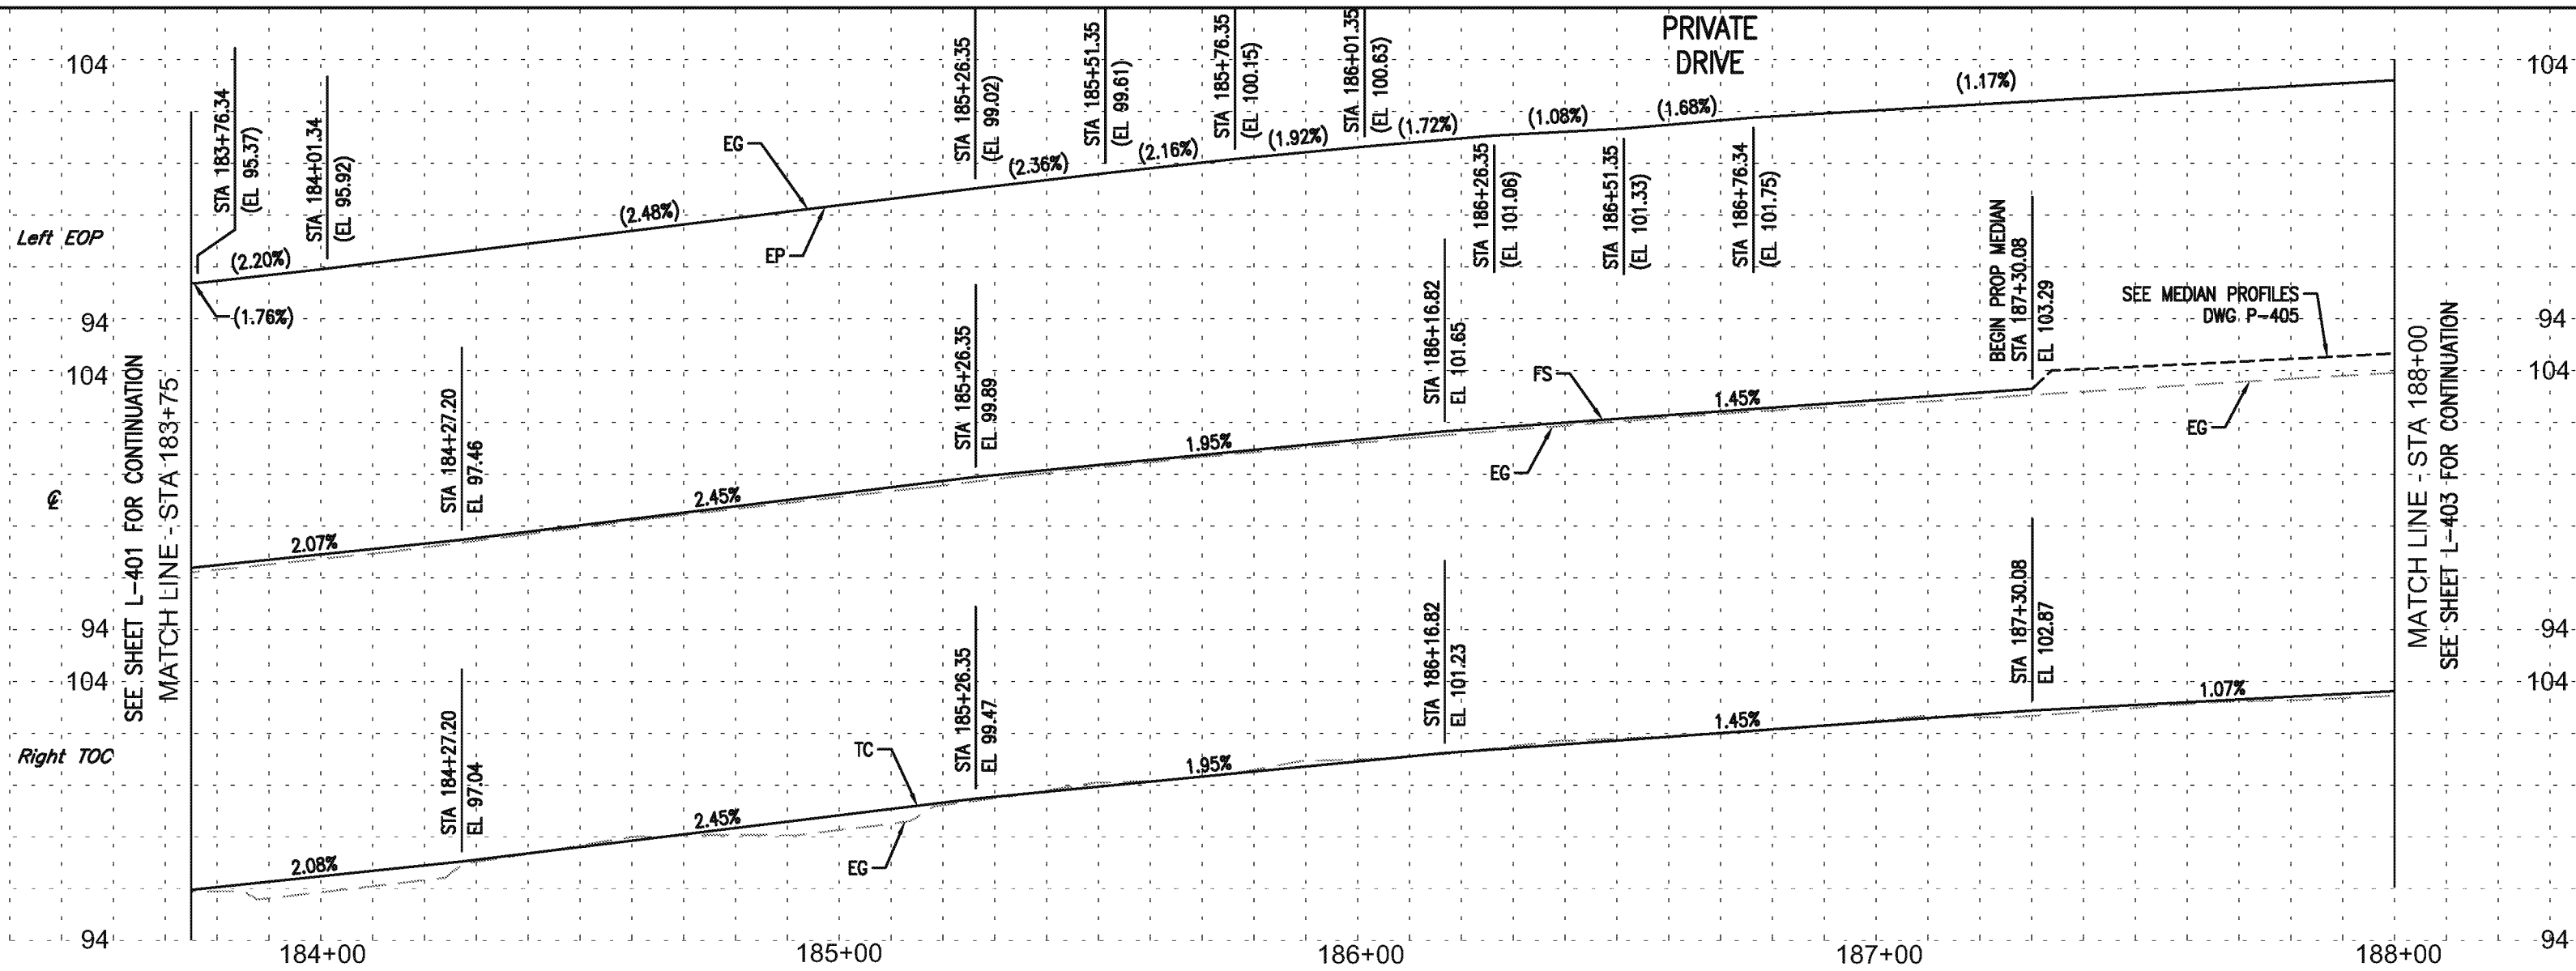 PRIVATE
DRIVE
104
104
STA 183+76.34
(EL 95.37)
STA 184+01.34
(EL 95.92)
STA 185+26.35
(EL 99.02)
STA 185+51.35
(EL 99.61)
STA 185+76.35
(EL 100.15)
STA 186+01.35
(EL 100.63)
STA 186+26.35
(EL 101.06)
STA 186+51.35
(EL 101.33)
STA 186+76.34
(EL 101.75)
Left EOP
(1.76%)
(2.20%)
(2.48%)
(2.36%)
(2.16%)
(1.92%)
(1.72%)
(1.08%)
(1.68%)
(1.17%)
EG
EP
94
94
104
104
SEE SHEET L-401 FOR CONTINUATION
MATCH LINE - STA 183+75
℄
STA 184+27.20
EL 97.46
STA 185+26.35
EL 99.89
STA 186+16.82
EL 101.65
BEGIN PROP MEDIAN
STA 187+30.08
EL 103.29
SEE MEDIAN PROFILES
DWG P-405
2.07%
2.45%
1.95%
1.45%
FS
EG
EG
MATCH LINE - STA 188+00
SEE SHEET L-403 FOR CONTINUATION
94
94
104
104
Right TOC
STA 184+27.20
EL 97.04
STA 185+26.35
EL 99.47
STA 186+16.82
EL 101.23
STA 187+30.08
EL 102.87
2.08%
2.45%
1.95%
1.45%
1.07%
TC
EG
94
94
184+00
185+00
186+00
187+00
188+00